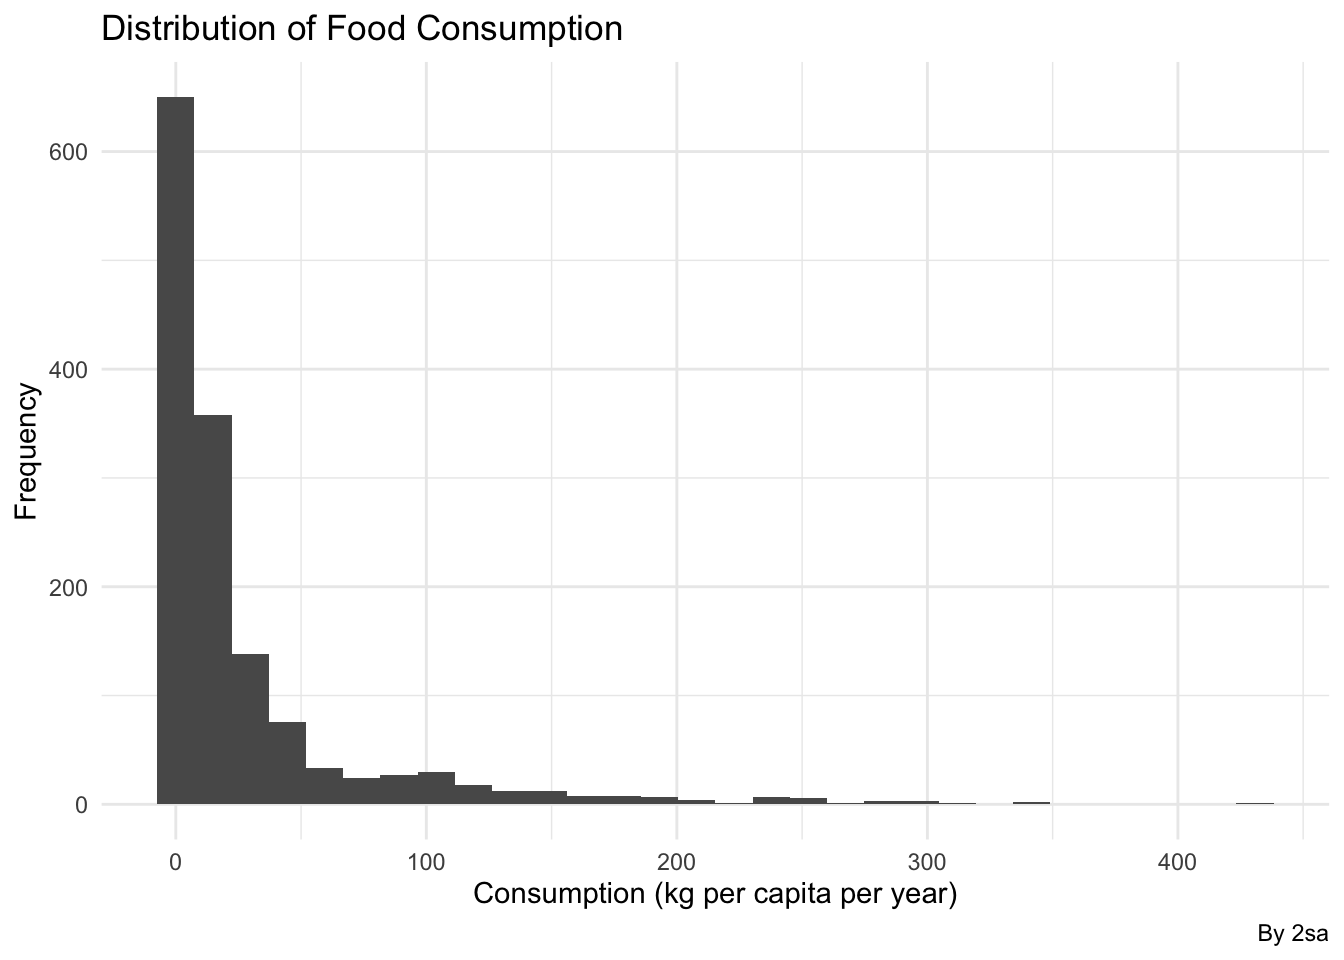 Distribution of Food Consumption
600
400
200
0
Frequency
0 100 200 300 400
Consumption (kg per capita per year)
By 2sa